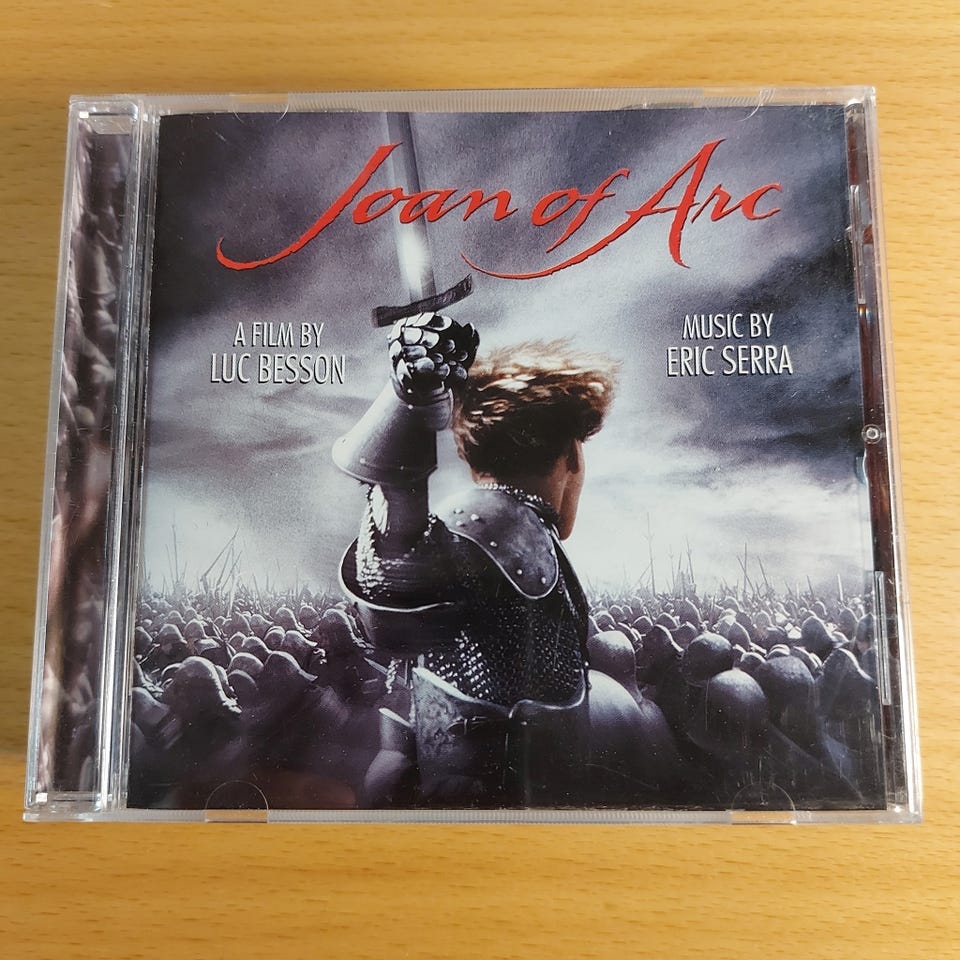 Joan of Arc
A FILM BY
LUC BESSON
MUSIC BY
ERIC SERRA